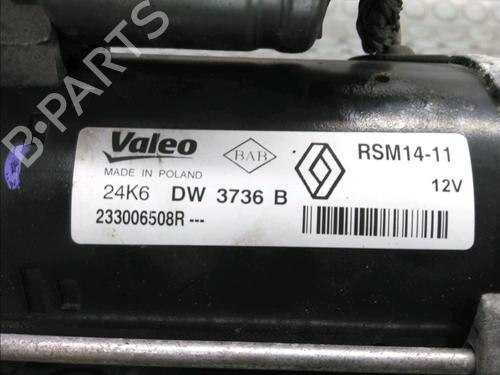 Valeo
BAR
RSM14-11
MADE IN POLAND
12V
24K6 DW 3736 B
233006508R ---
B-PARTS